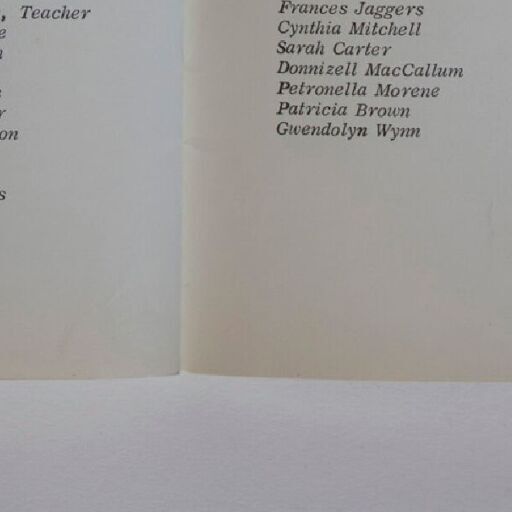 , Teacher
e
n
r
on
s
Frances Jaggers
Cynthia Mitchell
Sarah Carter
Donnizell MacCallum
Petronella Morene
Patricia Brown
Gwendolyn Wynn